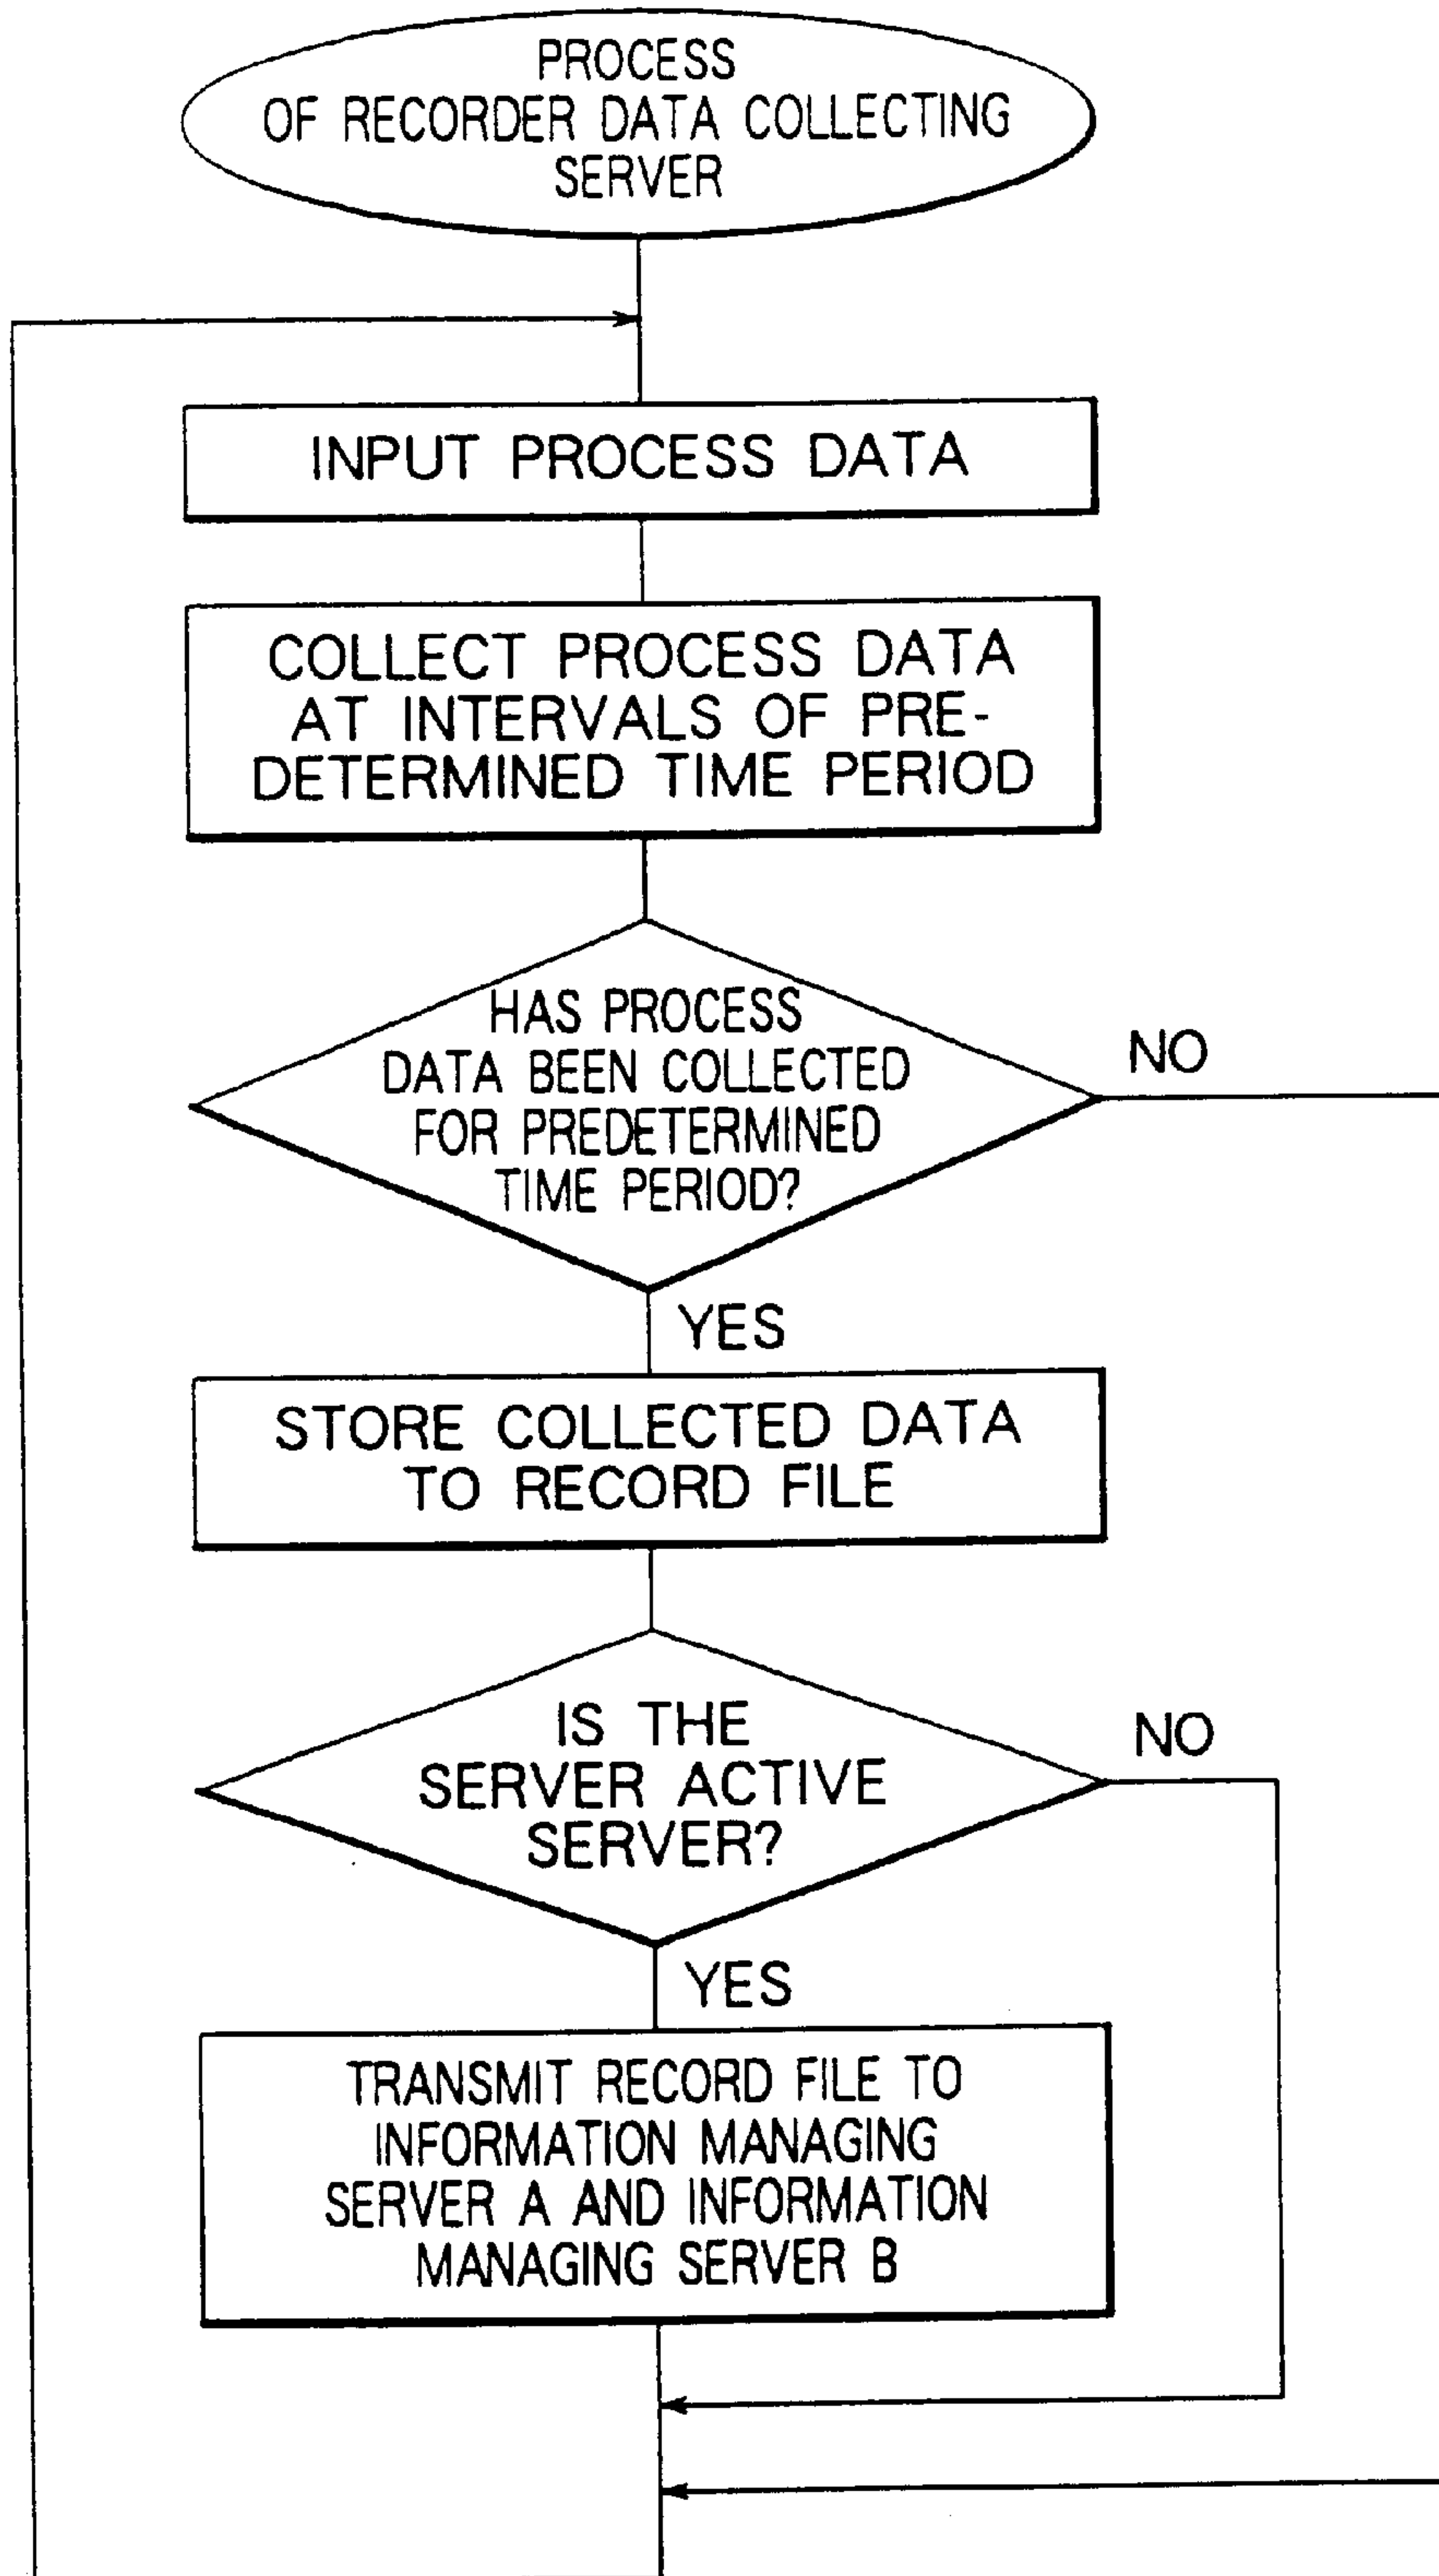 PROCESS
OF RECORDER DATA COLLECTING
SERVER
INPUT PROCESS DATA
COLLECT PROCESS DATA
AT INTERVALS OF PRE-
DETERMINED TIME PERIOD
HAS PROCESS
DATA BEEN COLLECTED
FOR PREDETERMINED
TIME PERIOD?
NO
YES
STORE COLLECTED DATA
TO RECORD FILE
IS THE
SERVER ACTIVE
SERVER?
NO
YES
TRANSMIT RECORD FILE TO
INFORMATION MANAGING
SERVER A AND INFORMATION
MANAGING SERVER B